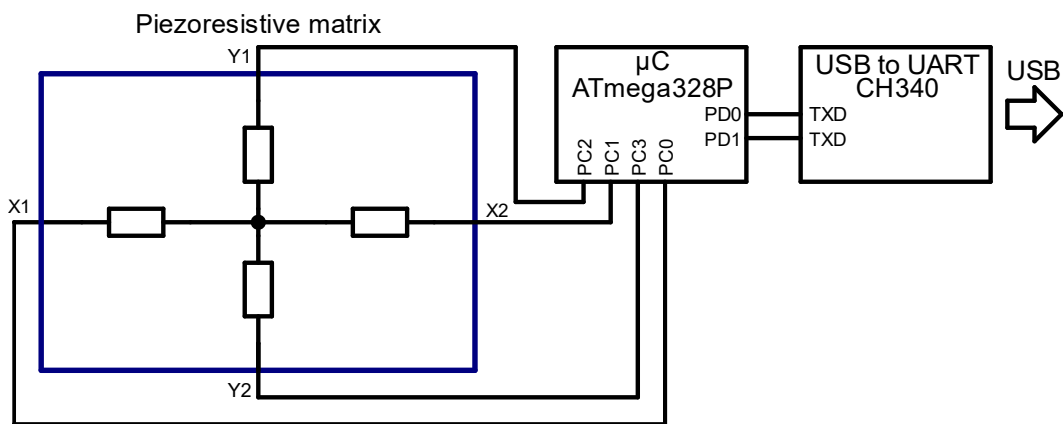 Piezoresistive matrix
Y1
X1
X2
Y2
µC
ATmega328P
PD0
PD1
PC2
PC1
PC3
PC0
USB to UART
CH340
TXD
TXD
USB